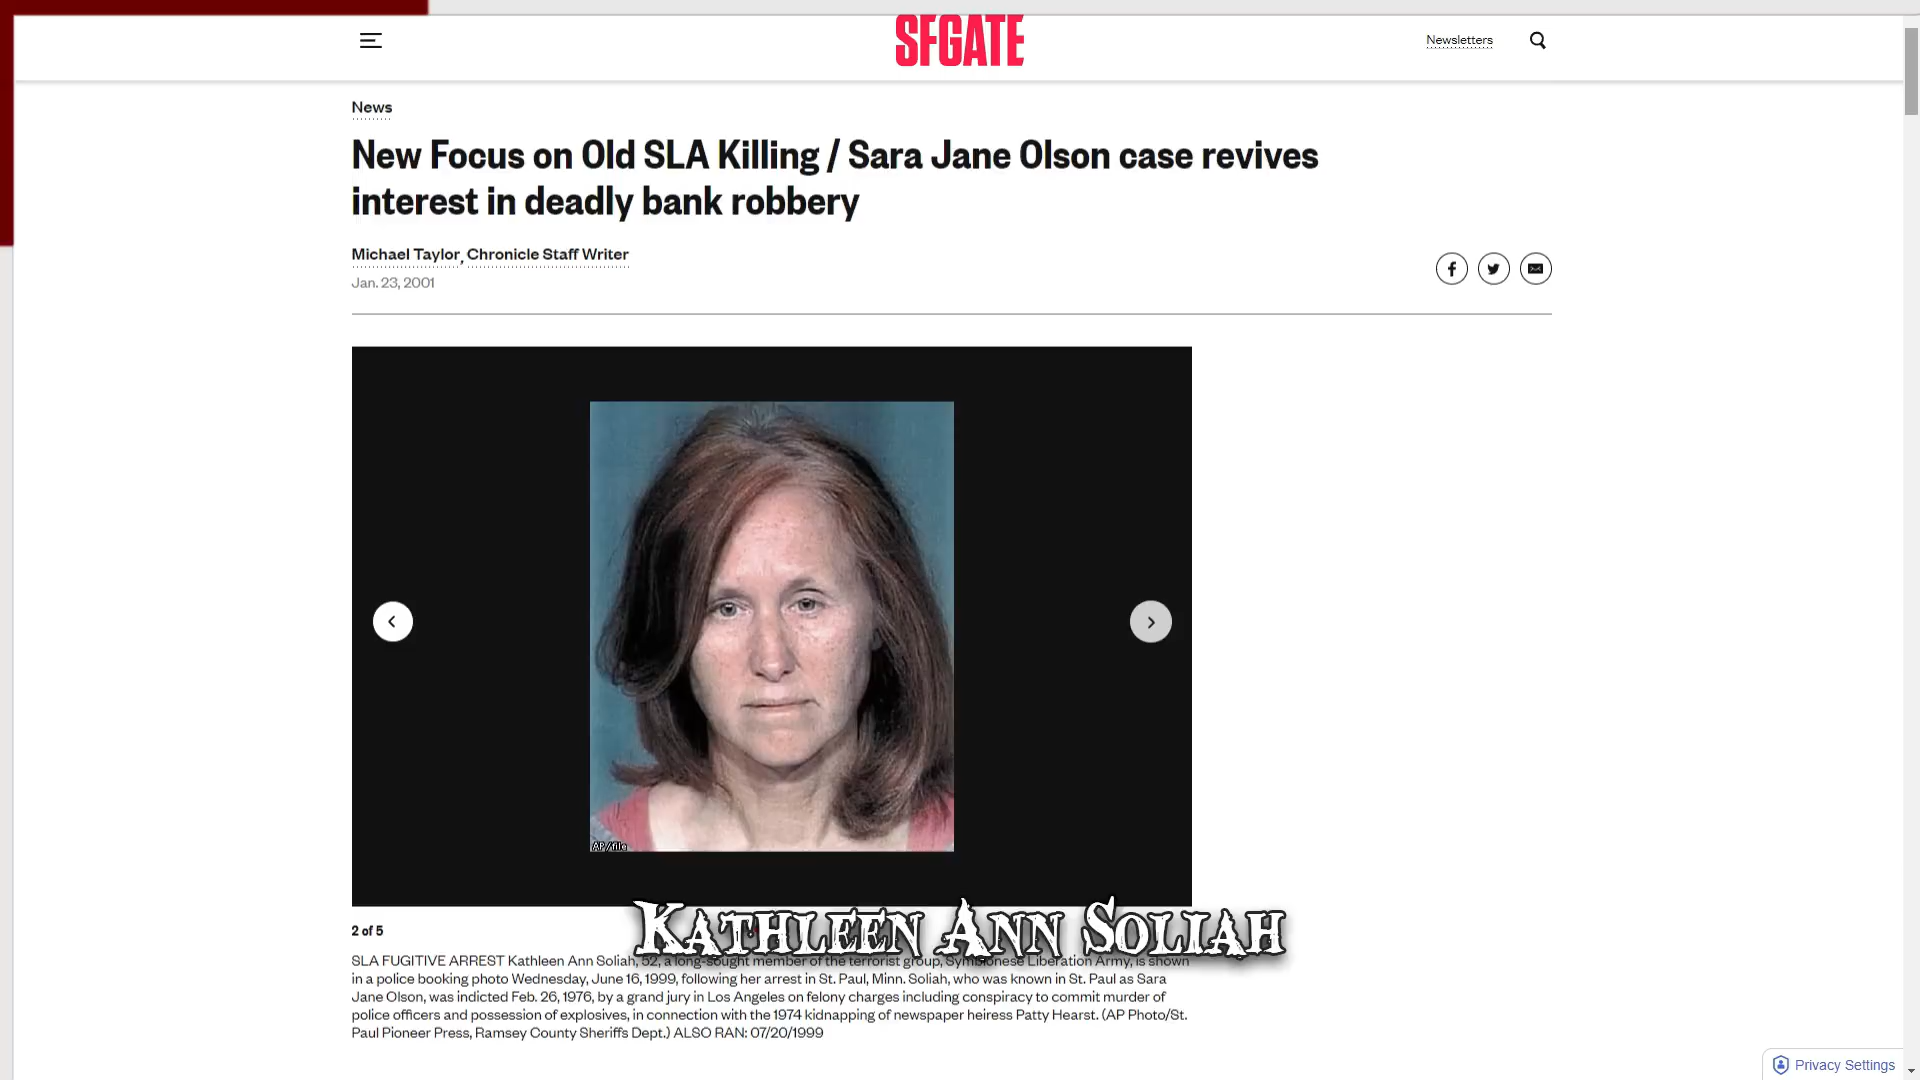 SFGATE
Newsletters
News
New Focus on Old SLA Killing / Sara Jane Olson case revives
interest in deadly bank robbery
Michael Taylor, Chronicle Staff Writer
Jan. 23, 2001
AP/file
Kathleen Ann Soliah
2 of 5
SLA FUGITIVE ARREST Kathleen Ann Soliah, 52, a long-sought member of the terrorist group, Symbionese Liberation Army, is shown
in a police booking photo Wednesday, June 16, 1999, following her arrest in St. Paul, Minn. Soliah, who was known in St. Paul as Sara
Jane Olson, was indicted Feb. 26, 1976, by a grand jury in Los Angeles on felony charges including conspiracy to commit murder of
police officers and possession of explosives, in connection with the 1974 kidnapping of newspaper heiress Patty Hearst. (AP Photo/St.
Paul Pioneer Press, Ramsey County Sheriffs Dept.) ALSO RAN: 07/20/1999
Privacy Settings